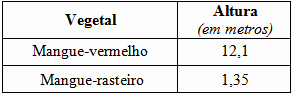 Vegetal Altura
(em metros)
Mangue-vermelho 12,1
Mangue-rasteiro 1,35